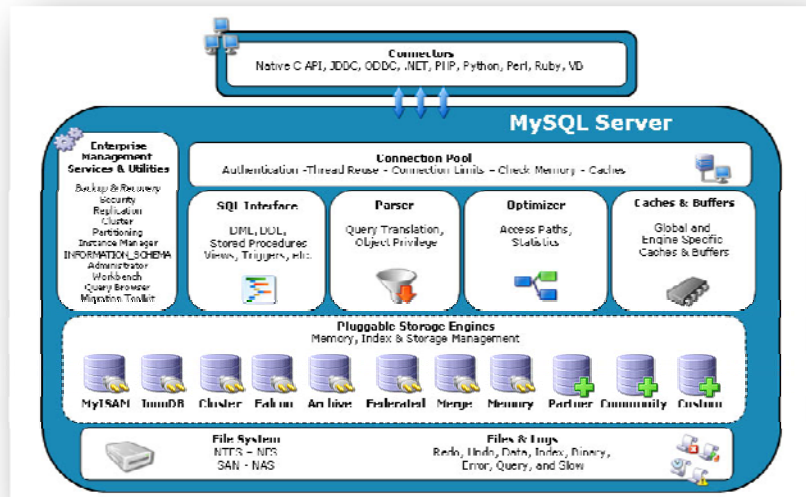 Connectors
Native C API, JDBC, ODBC, .NET, PHP, Python, Perl, Ruby, VB
MySQL Server
Enterprise
Management
Services & Utilities
Backup & Recovery
Security
Replication
Cluster
Partitioning
Instance Manager
INFORMATION_SCHEMA
Administrator
Workbench
Query Browser
Migration Toolkit
Connection Pool
Authentication -Thread Reuse - Connection Limits – Check Memory - Caches
SQL Interface
DML, DDL,
Stored Procedures
Views, Triggers, etc.
Parser
Query Translation,
Object Privilege
Optimizer
Access Paths,
Statistics
Caches & Buffers
Global and
Engine Specific
Caches & Buffers
Pluggable Storage Engines
Memory, Index & Storage Management
MyISAM InnoDB Cluster Falcon Archive Federated Merge Memory Partner Community Custom
File System
NTFS – NFS
SAN - NAS
Files & Logs
Redo, Undo, Data, Index, Binary,
Error, Query, and Slow